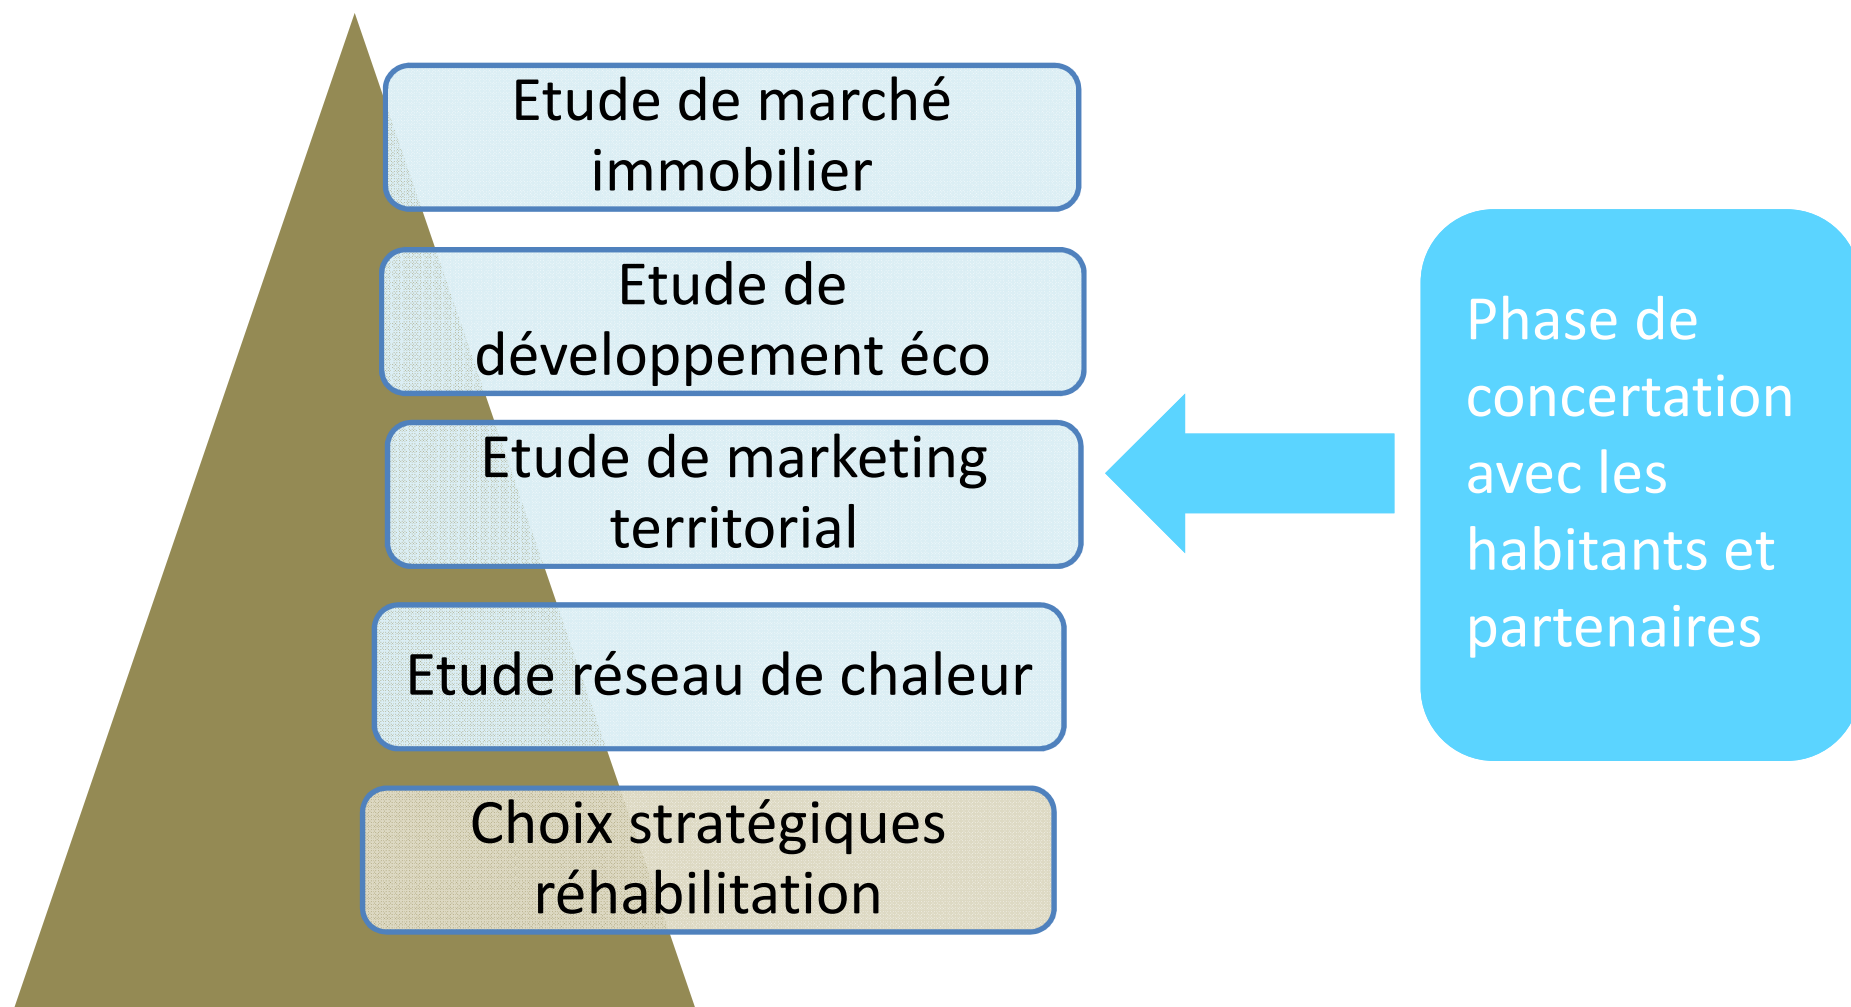 Etude de marché
immobilier
Etude de
développement éco
Etude de marketing
territorial
Etude réseau de chaleur
Choix stratégiques
réhabilitation
Phase de
concertation
avec les
habitants et
partenaires